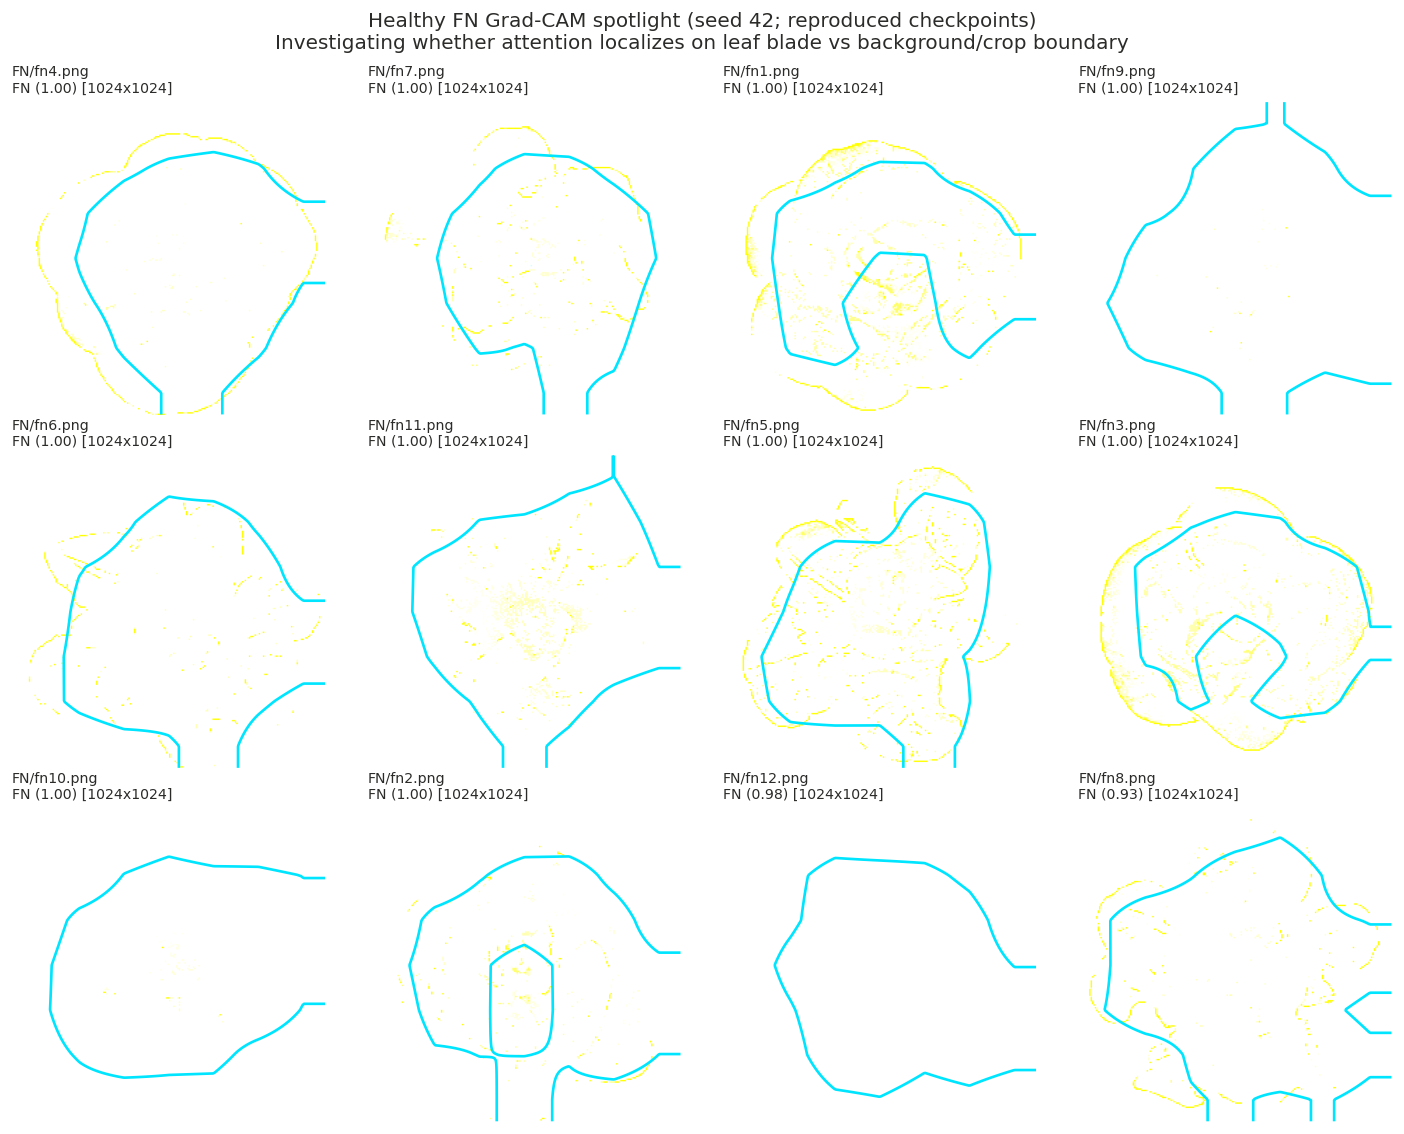 Healthy FN Grad-CAM spotlight (seed 42; reproduced checkpoints)
Investigating whether attention localizes on leaf blade vs background/crop boundary
FN/fn4.png
FN (1.00) [1024x1024]
FN/fn7.png
FN (1.00) [1024x1024]
FN/fn1.png
FN (1.00) [1024x1024]
FN/fn9.png
FN (1.00) [1024x1024]
FN/fn6.png
FN (1.00) [1024x1024]
FN/fn11.png
FN (1.00) [1024x1024]
FN/fn5.png
FN (1.00) [1024x1024]
FN/fn3.png
FN (1.00) [1024x1024]
FN/fn10.png
FN (1.00) [1024x1024]
FN/fn2.png
FN (1.00) [1024x1024]
FN/fn12.png
FN (0.98) [1024x1024]
FN/fn8.png
FN (0.93) [1024x1024]